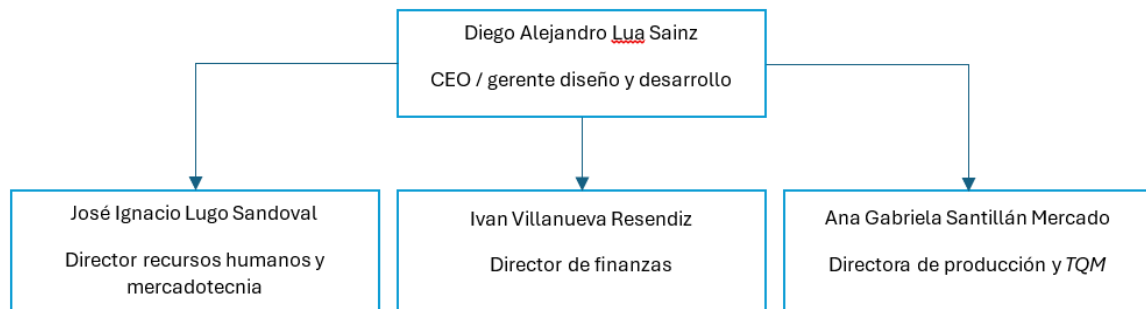 Diego Alejandro Lua Sainz
CEO / gerente diseño y desarrollo
José Ignacio Lugo Sandoval
Director recursos humanos y
mercadotecnia
Ivan Villanueva Resendiz
Director de finanzas
Ana Gabriela Santillán Mercado
Directora de producción y TQM